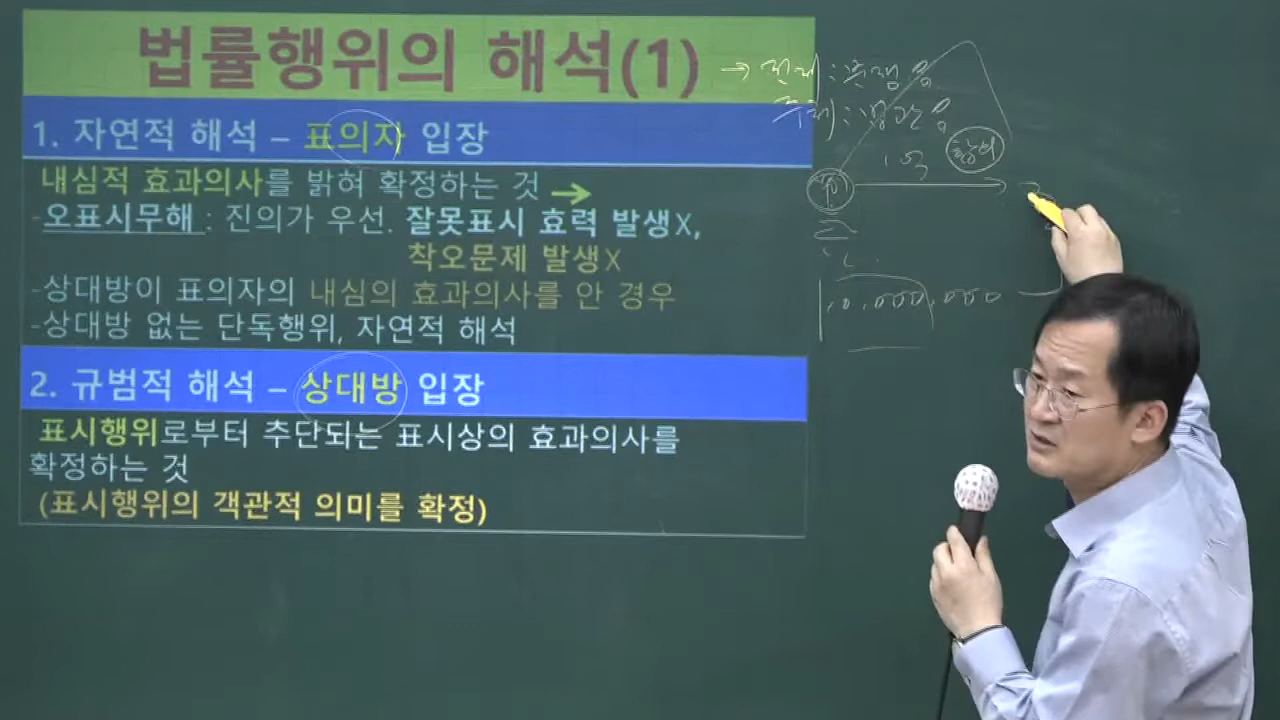 법률행위의 해석(1)
1. 자연적 해석 – 표의자 입장
내심적 효과의사를 밝혀 확정하는 것 →
-오표시무해 : 진의가 우선. 잘못표시 효력 발생X,
착오문제 발생X
-상대방이 표의자의 내심의 효과의사를 안 경우
-상대방 없는 단독행위, 자연적 해석
2. 규범적 해석 – 상대방 입장
표시행위로부터 추단되는 표시상의 효과의사를
확정하는 것
(표시행위의 객관적 의미를 확정)
1억